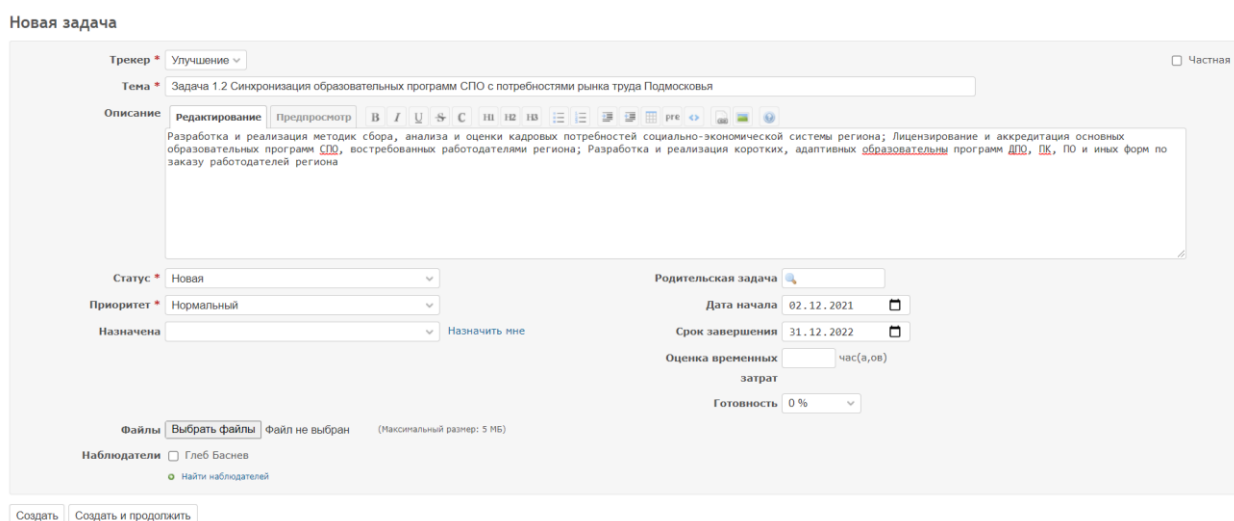 Новая задача
Трекер * Улучшение Частная
Тема * Задача 1.2 Синхронизация образовательных программ СПО с потребностями рынка труда Подмосковья
Описание Редактирование Предпросмотр B I U S C H1 H2 H3 pre <>
Разработка и реализация методик сбора, анализа и оценки кадровых потребностей социально-экономической системы региона; Лицензирование и аккредитация основных
образовательных программ СПО, востребованных работодателями региона; Разработка и реализация коротких, адаптивных образовательны программ ДПО, ПК, ПО и иных форм по
заказу работодателей региона
Статус * Новая Родительская задача
Приоритет * Нормальный Дата начала 02.12.2021
Назначена Назначить мне Срок завершения 31.12.2022
Оценка временных час(а,ов)
затрат
Готовность 0 %
Файлы Выбрать файлы Файл не выбран (Максимальный размер: 5 МБ)
Наблюдатели Глеб Баснев
Найти наблюдателей
Создать Создать и продолжить